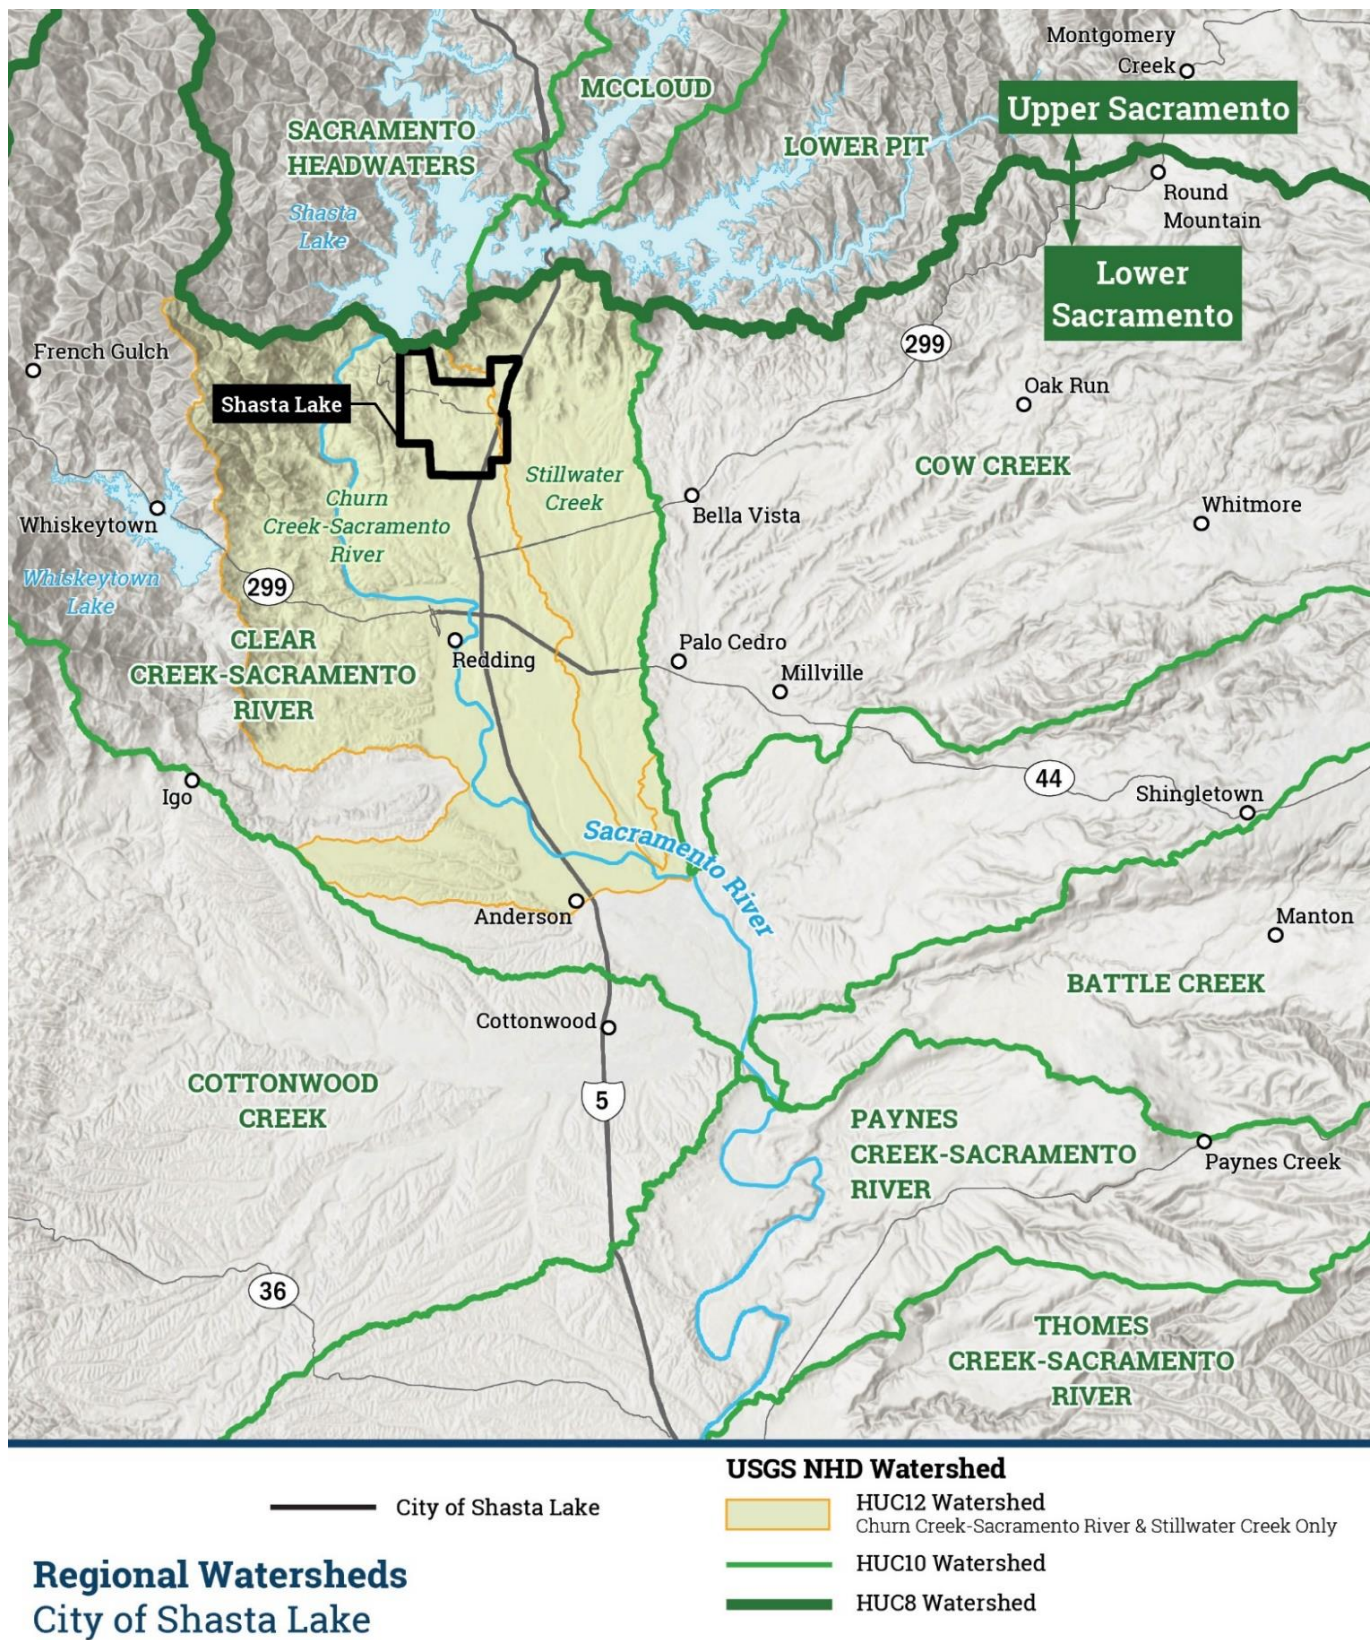 Montgomery
Creek
MCCLOUD
Upper Sacramento
SACRAMENTO
HEADWATERS
LOWER PIT
Shasta
Lake
Round
Mountain
Lower
Sacramento
French Gulch
299
Oak Run
Shasta Lake
COW CREEK
Stillwater
Creek
Churn
Creek-Sacramento
River
Whiskeytown
Bella Vista
Whitmore
Whiskeytown
Lake
299
CLEAR
CREEK-SACRAMENTO
RIVER
Redding
Palo Cedro
Millville
Igo
44
Shingletown
Sacramento River
Anderson
Manton
BATTLE CREEK
Cottonwood
COTTONWOOD
CREEK
5
PAYNES
CREEK-SACRAMENTO
RIVER
Paynes Creek
36
THOMES
CREEK-SACRAMENTO
RIVER
USGS NHD Watershed
City of Shasta Lake
HUC12 Watershed
Churn Creek-Sacramento River & Stillwater Creek Only
HUC10 Watershed
HUC8 Watershed
Regional Watersheds
City of Shasta Lake